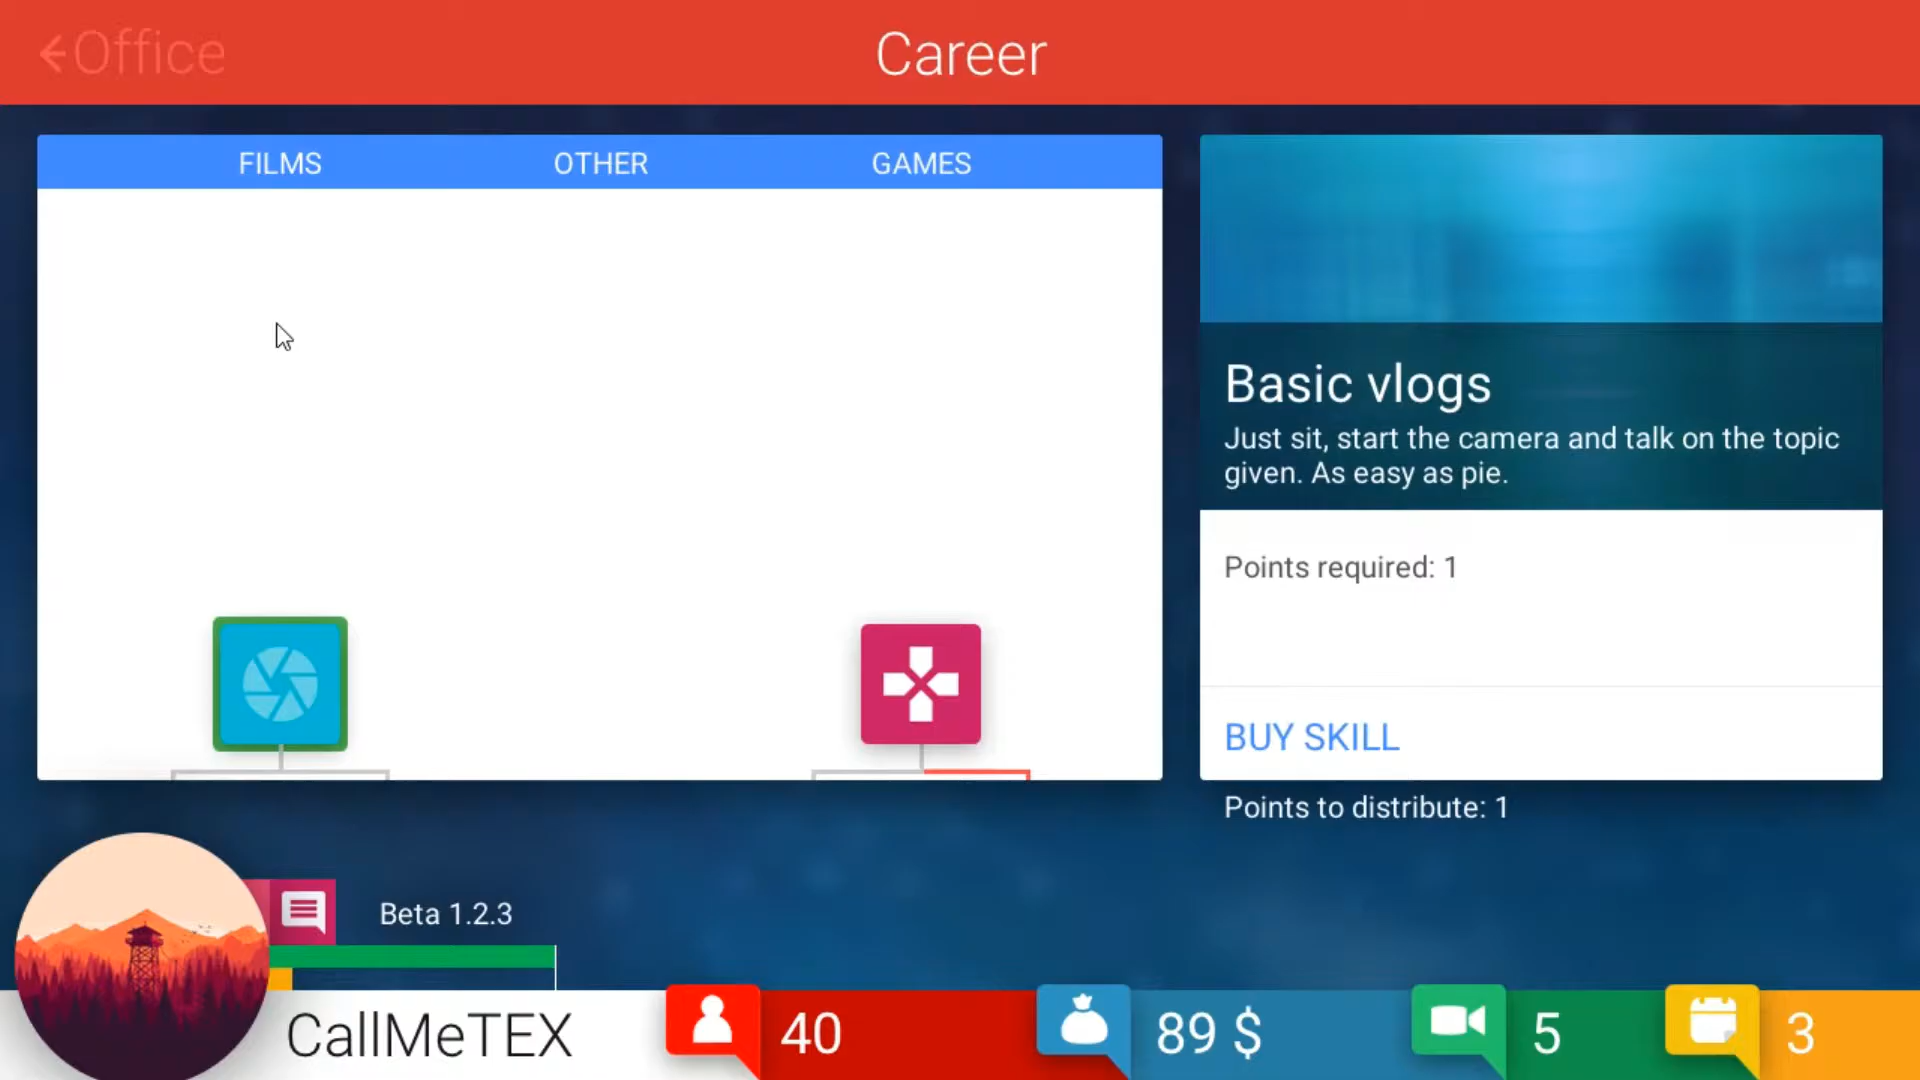 Office
Career
FILMS
OTHER
GAMES
Basic vlogs
Just sit, start the camera and talk on the topic
given. As easy as pie.
Points required: 1
BUY SKILL
Points to distribute: 1
Beta 1.2.3
CallMeTEX
40
89 $
5
3